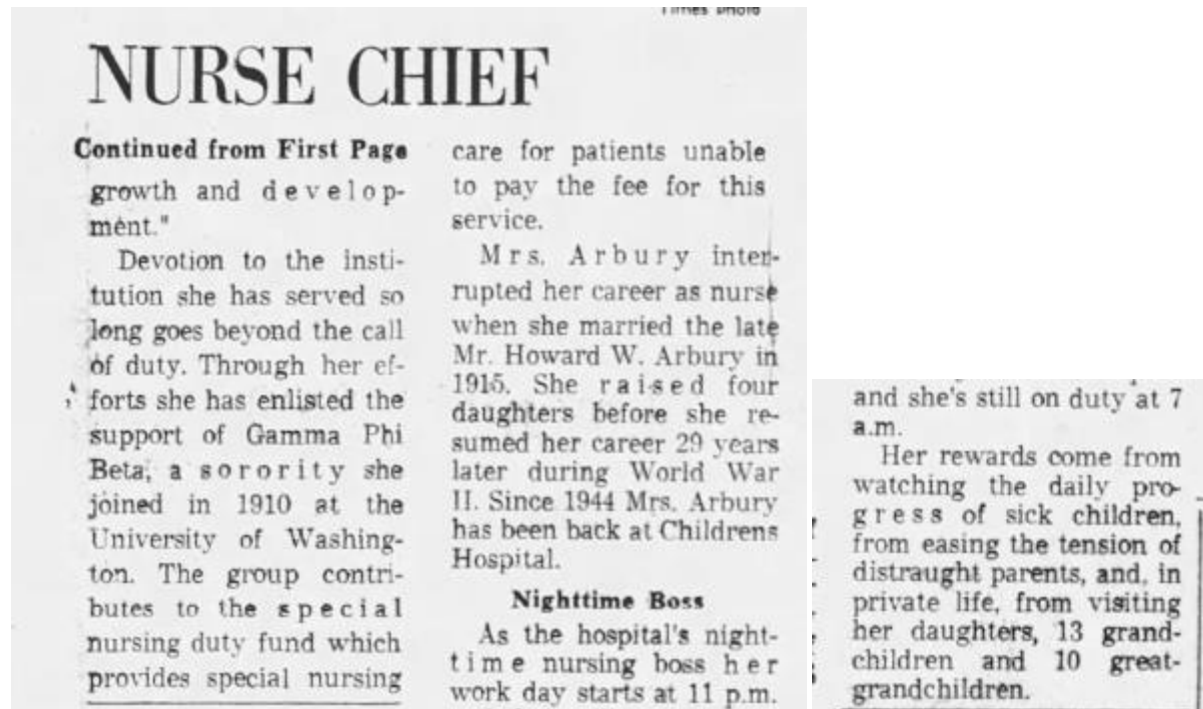 Times Photo
NURSE CHIEF
Continued from First Page
growth and develop-
ment."
Devotion to the insti-
tution she has served so
long goes beyond the call
of duty. Through her ef-
forts she has enlisted the
support of Gamma Phi
Beta, a sorority she
joined in 1910 at the
University of Washing-
ton. The group contri-
butes to the special
nursing duty fund which
provides special nursing
care for patients unable
to pay the fee for this
service.
Mrs. Arbury inter-
rupted her career as nurse
when she married the late
Mr. Howard W. Arbury in
1915. She raised four
daughters before she re-
sumed her career 29 years
later during World War
II. Since 1944 Mrs. Arbury
has been back at Childrens
Hospital.
Nighttime Boss
As the hospital's night-
time nursing boss her
work day starts at 11 p.m.
and she's still on duty at 7
a.m.
Her rewards come from
watching the daily pro-
gress of sick children,
from easing the tension of
distraught parents, and, in
private life, from visiting
her daughters, 13 grand-
children and 10 great-
grandchildren.